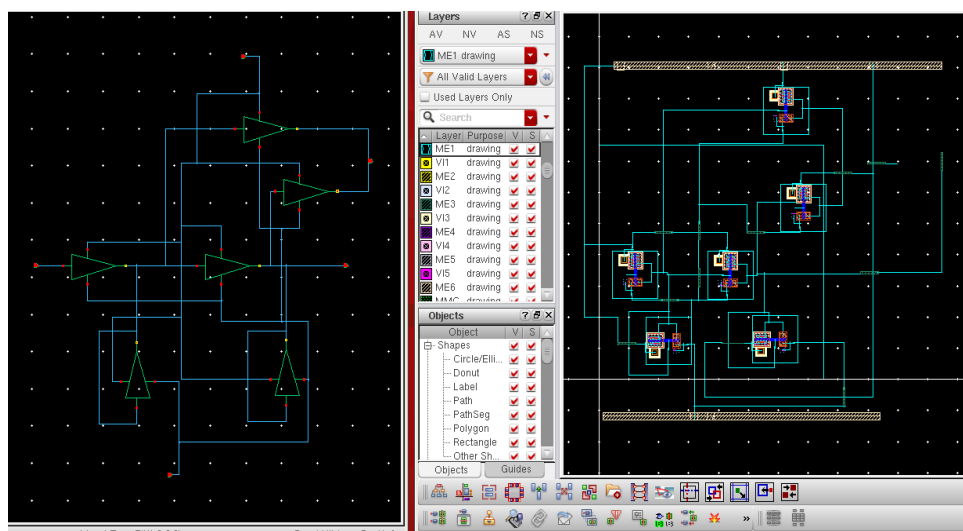 Layers
AV NV AS NS
ME1 drawing
All Valid Layers
Used Layers Only
Search
Layer Purpose V S
ME1 drawing
VI1 drawing
ME2 drawing
VI2 drawing
ME3 drawing
VI3 drawing
ME4 drawing
VI4 drawing
ME5 drawing
VI5 drawing
ME6 drawing
MMC drawing
Objects
Object V S
Shapes
Circle/Elli...
Donut
Label
Path
PathSeg
Polygon
Rectangle
Other Sh...
Objects Guides
»